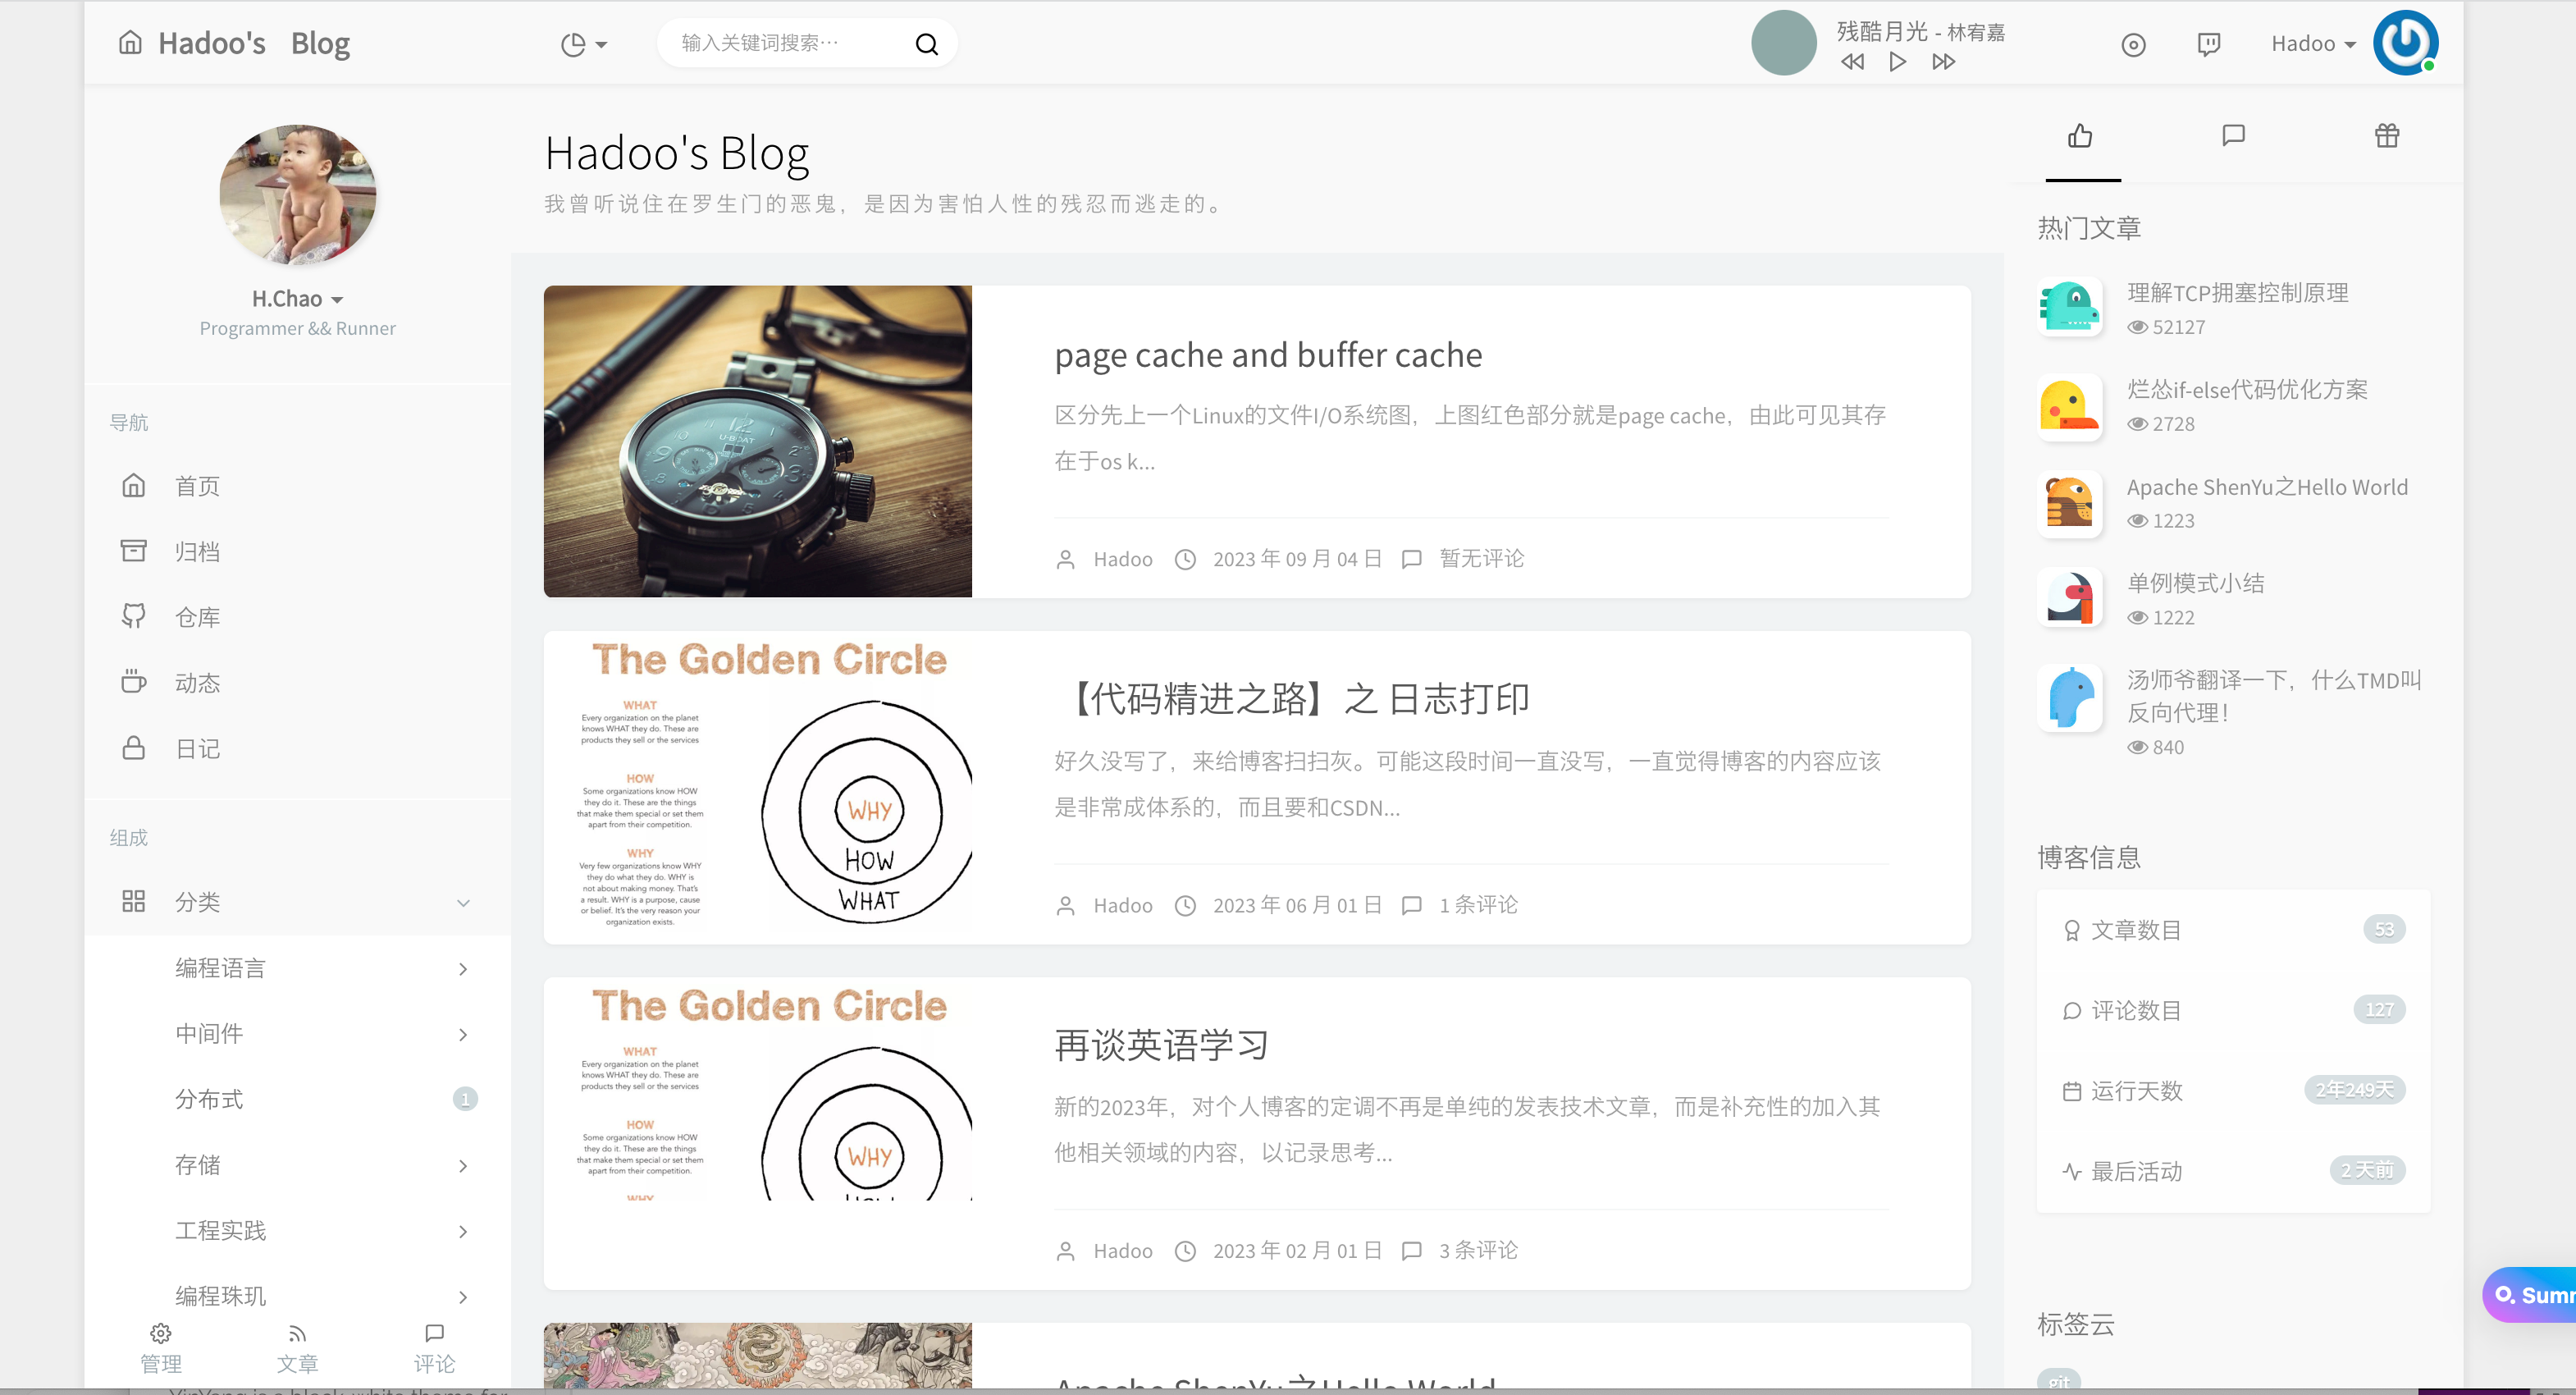 Hadoo's Blog
输入关键词搜索…
残酷月光 - 林宥嘉
Hadoo
H.Chao
Programmer && Runner
导航
首页
归档
仓库
动态
日记
组成
分类
编程语言
中间件
分布式 1
存储
工程实践
编程珠玑
管理 文章 评论
Hadoo's Blog
我曾听说住在罗生门的恶鬼，是因为害怕人性的残忍而逃走的。
page cache and buffer cache
区分先上一个Linux的文件I/O系统图，上图红色部分就是page cache，由此可见其存
在于os k...
Hadoo 2023 年 09 月 04 日 暂无评论
The Golden Circle
WHAT
Every organization on the planet
knows WHAT they do. These are
products they sell or the services
HOW
Some organizations know HOW
they do it. These are the things
that make them special or set them
apart from their competition.
WHY
Very few organizations know WHY
they do what they do. WHY is
not about making money. That's
a result. WHY is a purpose, cause
or belief. It's the very reason your
organization exists.
WHY
HOW
WHAT
【代码精进之路】之 日志打印
好久没写了，来给博客扫扫灰。可能这段时间一直没写，一直觉得博客的内容应该
是非常成体系的，而且要和CSDN...
Hadoo 2023 年 06 月 01 日 1 条评论
The Golden Circle
WHAT
Every organization on the planet
knows WHAT they do. These are
products they sell or the services
HOW
Some organizations know HOW
they do it. These are the things
that make them special or set them
apart from their competition.
WHY
WHY
HOW
再谈英语学习
新的2023年，对个人博客的定调不再是单纯的发表技术文章，而是补充性的加入其
他相关领域的内容，以记录思考...
Hadoo 2023 年 02 月 01 日 3 条评论
Apache ShenYu之Hello World
热门文章
理解TCP拥塞控制原理
52127
烂怂if-else代码优化方案
2728
Apache ShenYu之Hello World
1223
单例模式小结
1222
汤师爷翻译一下，什么TMD叫
反向代理！
840
博客信息
文章数目 53
评论数目 127
运行天数 2年249天
最后活动 2 天前
标签云
git
Summ